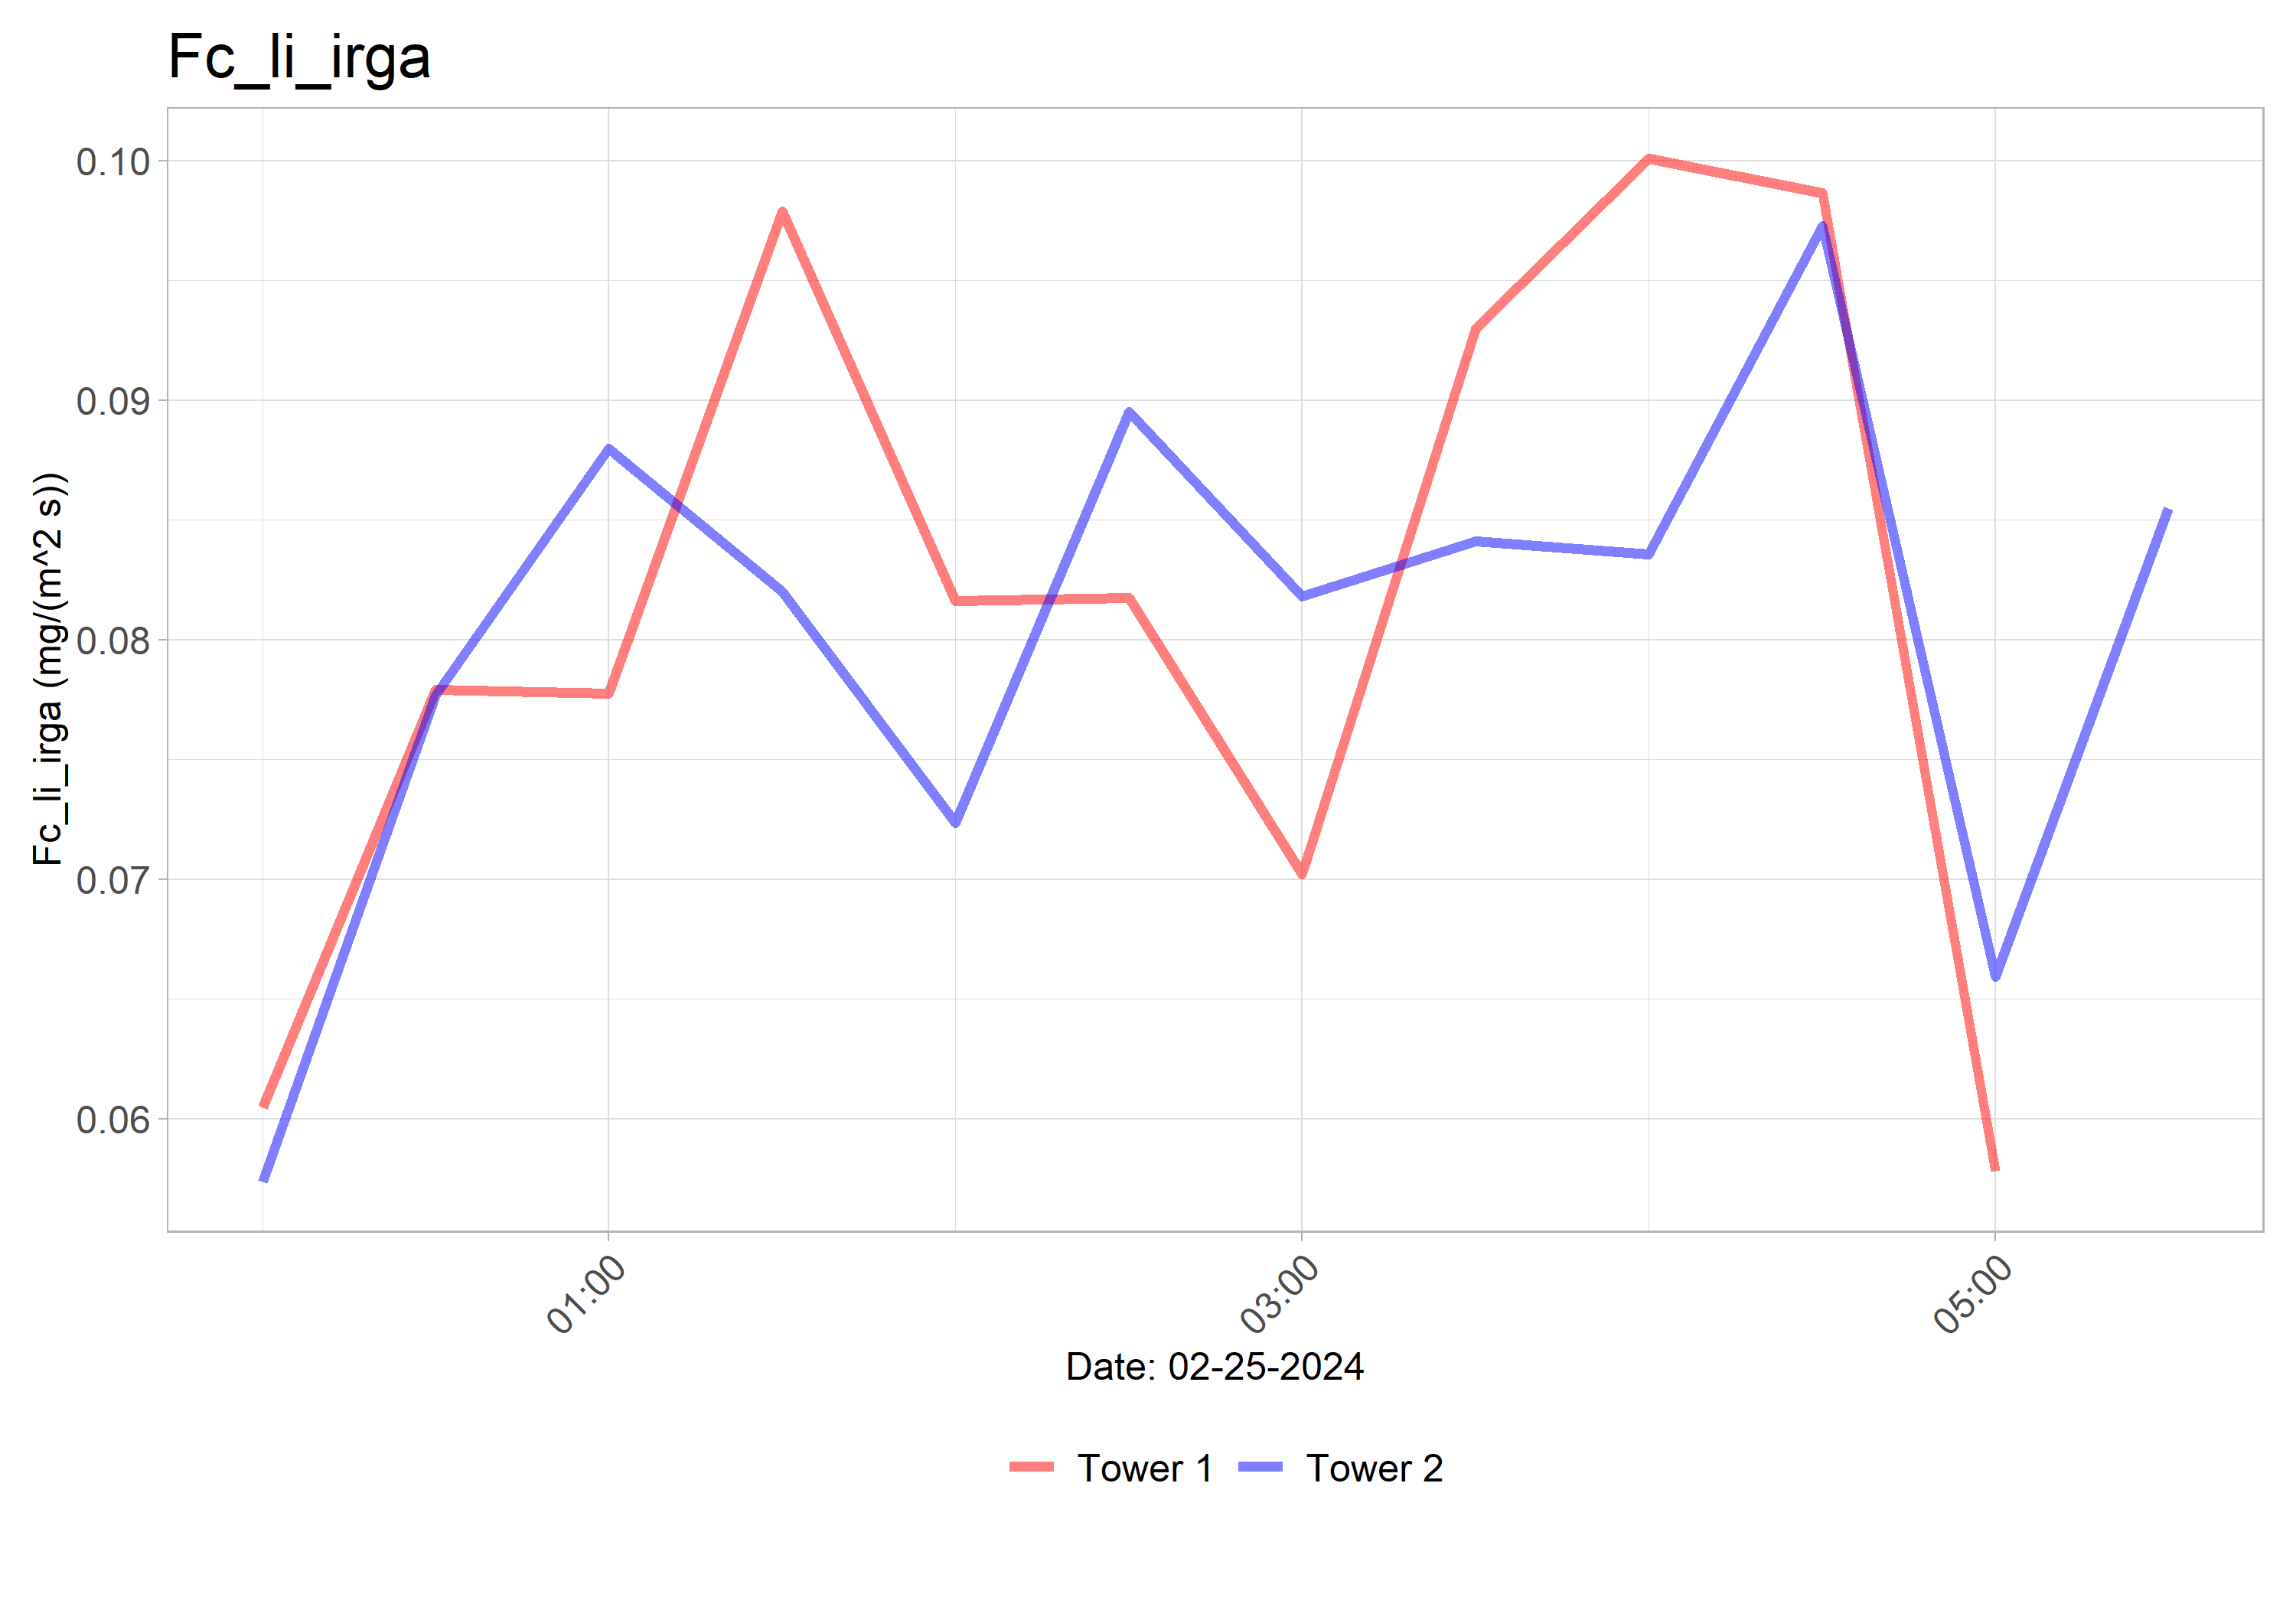 Fc_li_irga
Fc_li_irga (mg/(m^2 s))
0.10
0.09
0.08
0.07
0.06
01:00
03:00
05:00
Date: 02-25-2024
Tower 1
Tower 2